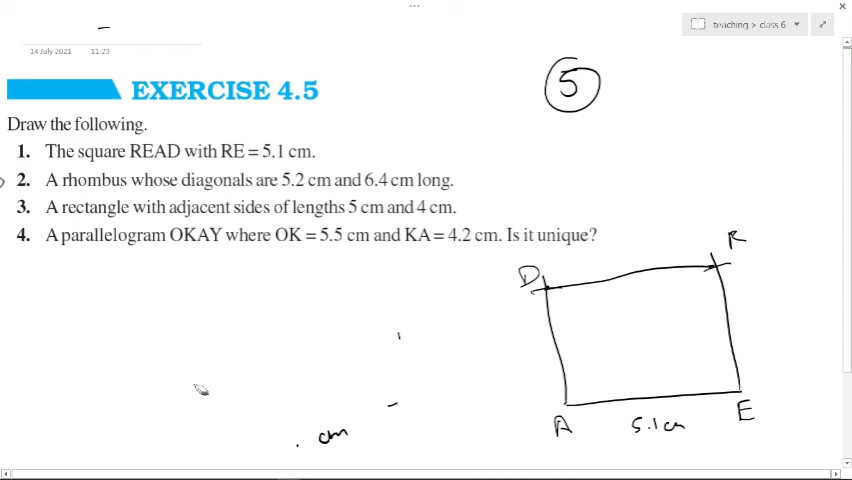 teaching > class 6
14 July 2021 11:23
EXERCISE 4.5
5
Draw the following.
1. The square READ with RE = 5.1 cm.
2. A rhombus whose diagonals are 5.2 cm and 6.4 cm long.
3. A rectangle with adjacent sides of lengths 5 cm and 4 cm.
4. A parallelogram OKAY where OK = 5.5 cm and KA = 4.2 cm. Is it unique?
R
D
A 5.1 cm E
. cm